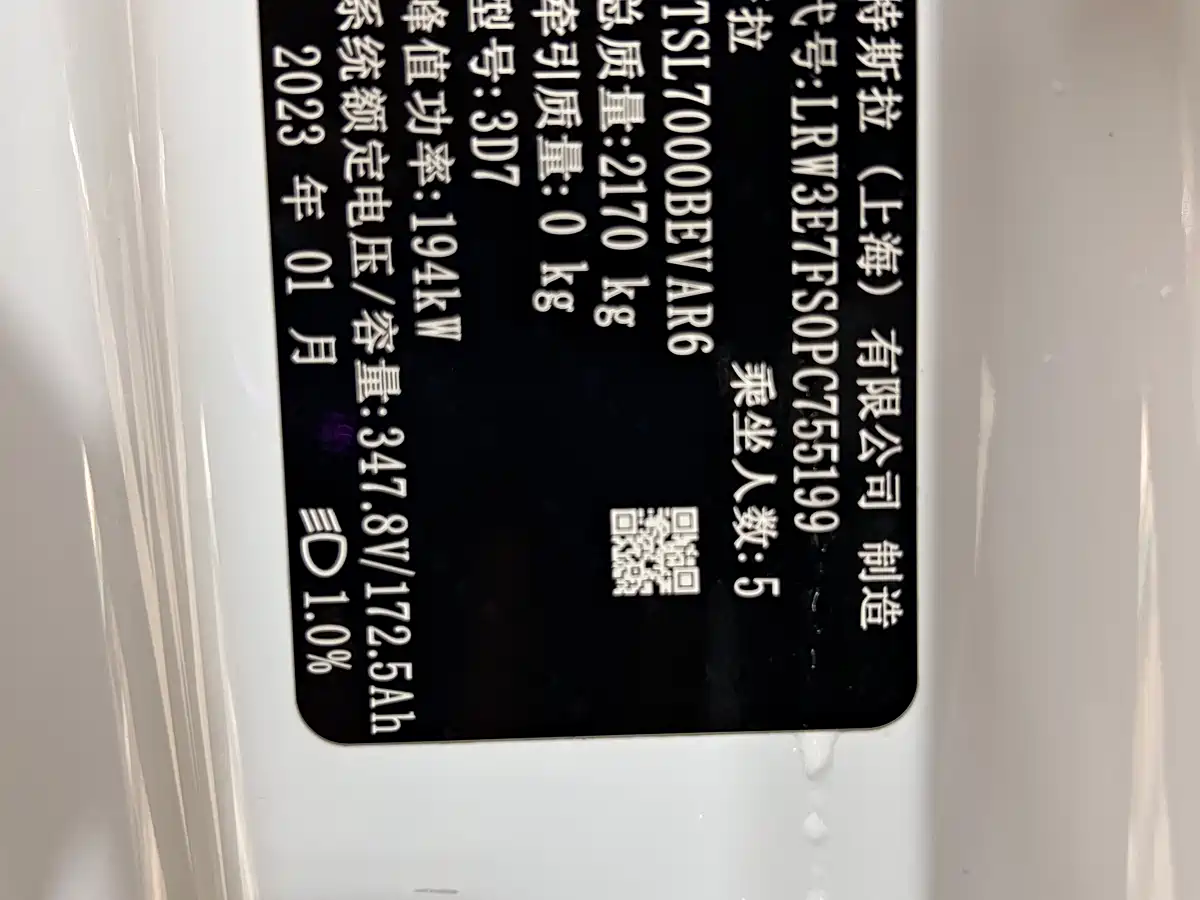 特斯拉（上海）有限公司 制造
代号:LRW3E7FS0PC755199
拉 乘坐人数:5
TSL7000BEVAR6
总质量:2170 kg
牵引质量:0 kg
型号:3D7
峰值功率:194kW
系统额定电压/容量:347.8V/172.5Ah
2023 年 01 月 1.0%